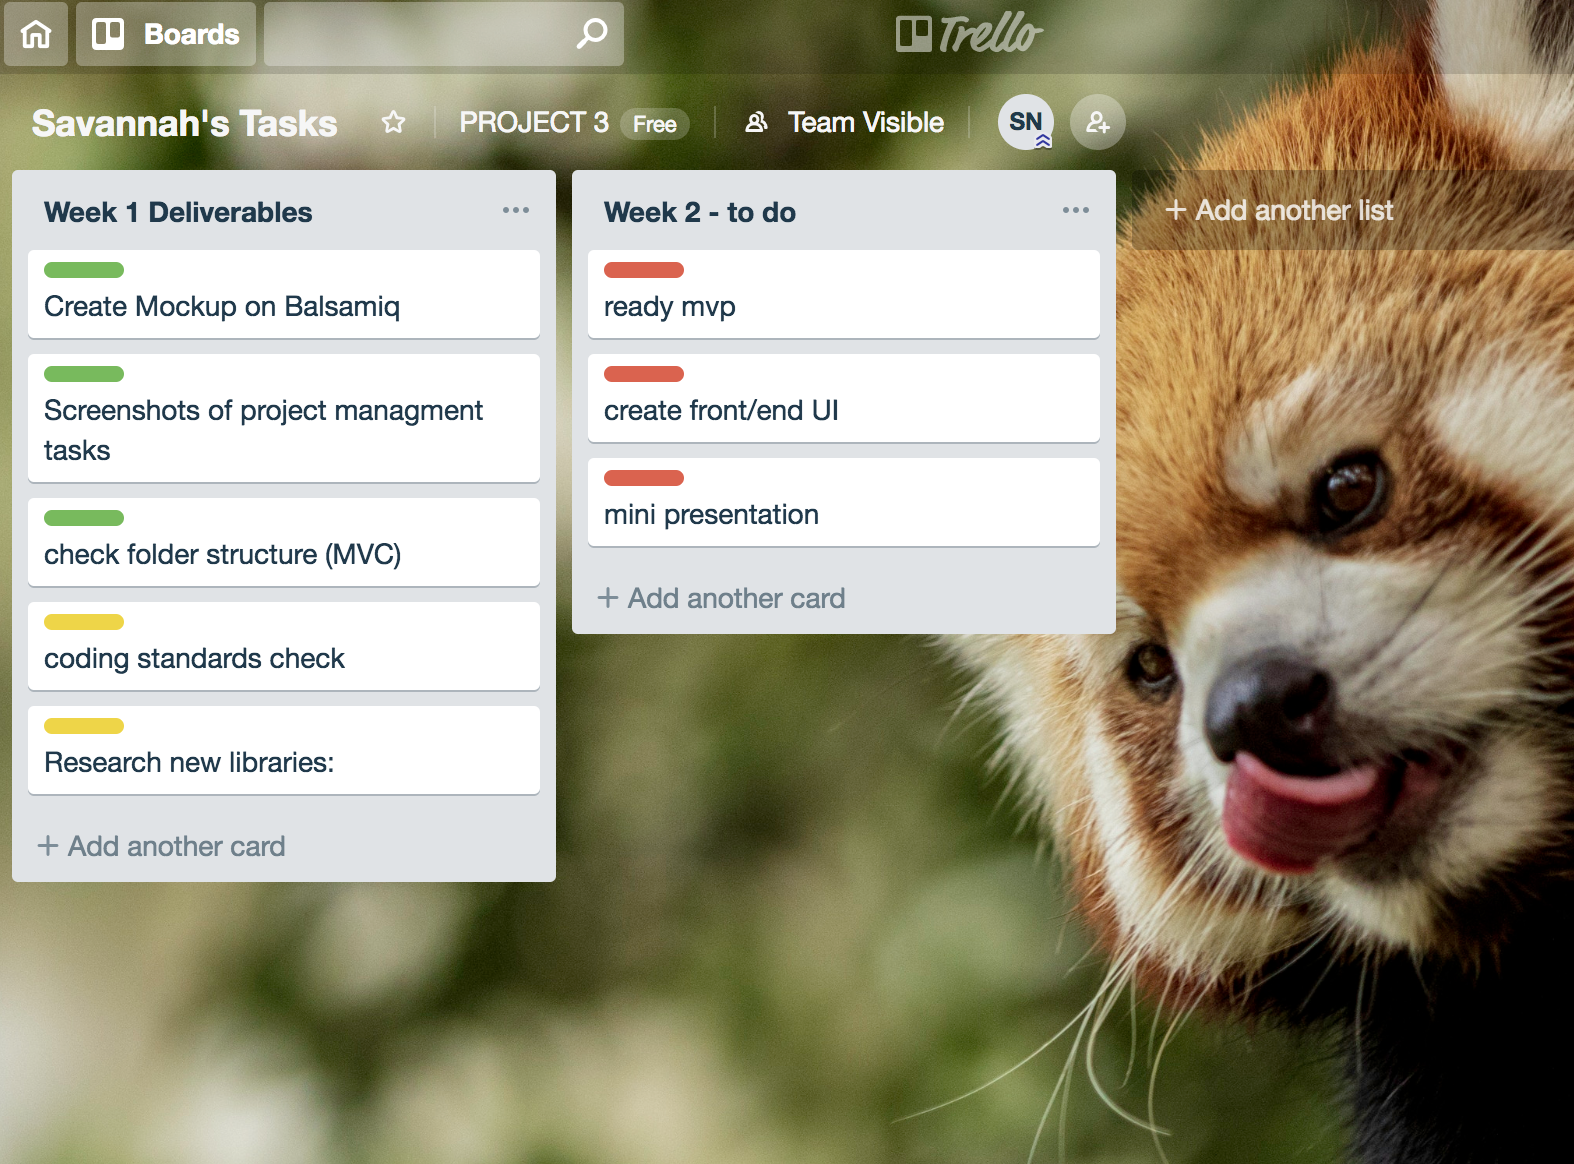 Boards
Trello
Savannah's Tasks
PROJECT 3 Free
Team Visible
SN
Week 1 Deliverables
Create Mockup on Balsamiq
Screenshots of project managment
tasks
check folder structure (MVC)
coding standards check
Research new libraries:
+ Add another card
Week 2 - to do
ready mvp
create front/end UI
mini presentation
+ Add another card
+ Add another list